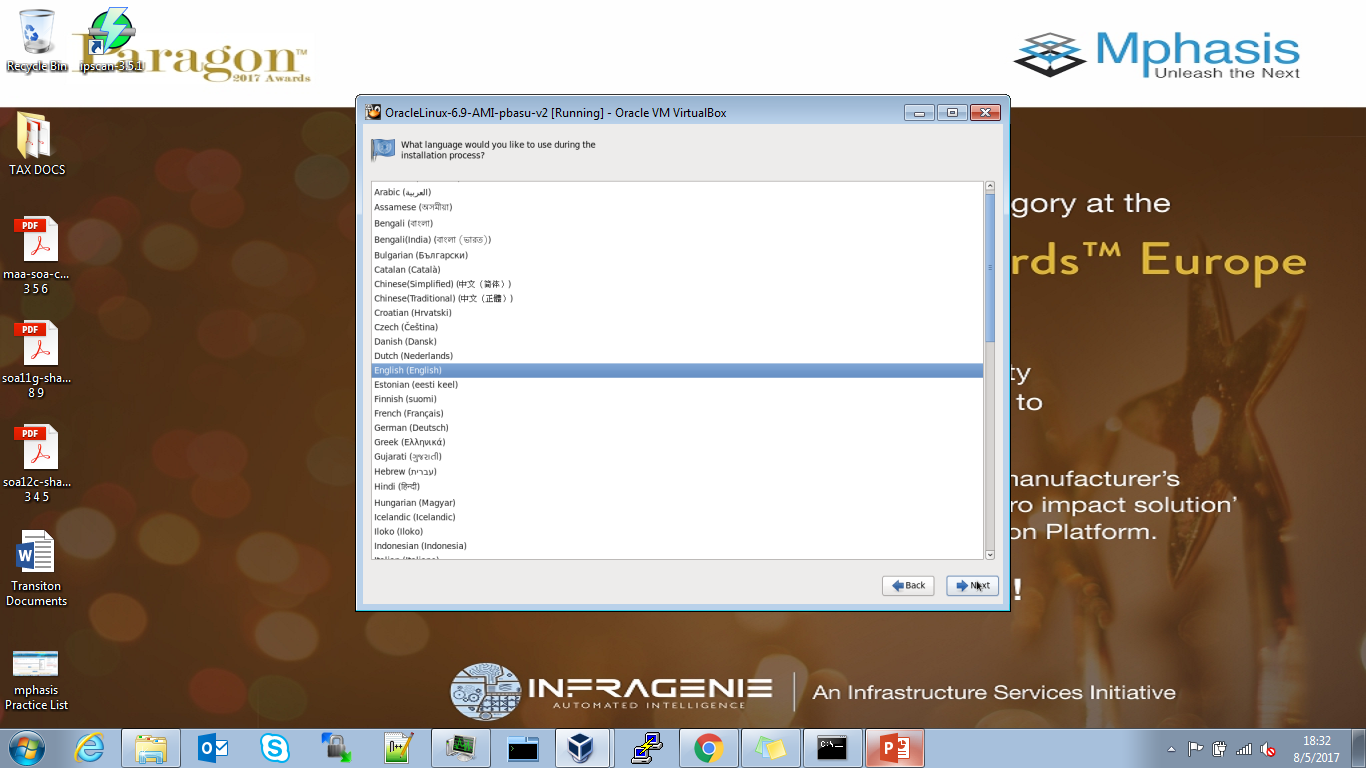 Recycle Bin
ipscan-3.5.1
Paragon™
2017 Awards
Mphasis
Unleash the Next
TAX DOCS
maa-soa-c...
3 5 6
soa11g-sha...
8 9
soa12c-sha...
3 4 5
Transiton
Documents
mphasis
Practice List
OracleLinux-6.9-AMI-pbasu-v2 [Running] - Oracle VM VirtualBox
What language would you like to use during the
installation process?
Arabic (العربية)
Assamese (অসমীয়া)
Bengali (বাংলা)
Bengali(India) (বাংলা (ভারত))
Bulgarian (Български)
Catalan (Català)
Chinese(Simplified) (中文（简体）)
Chinese(Traditional) (中文（正體）)
Croatian (Hrvatski)
Czech (Čeština)
Danish (Dansk)
Dutch (Nederlands)
English (English)
Estonian (eesti keel)
Finnish (suomi)
French (Français)
German (Deutsch)
Greek (Ελληνικά)
Gujarati (ગુજરાતી)
Hebrew (עברית)
Hindi (हिन्दी)
Hungarian (Magyar)
Icelandic (Icelandic)
Iloko (Iloko)
Indonesian (Indonesia)
Back
Next
gory at the
rds™ Europe
ty
to
nanufacturer's
ro impact solution'
on Platform.
!
INFRAGENIE
AUTOMATED INTELLIGENCE
An Infrastructure Services Initiative
18:32
8/5/2017